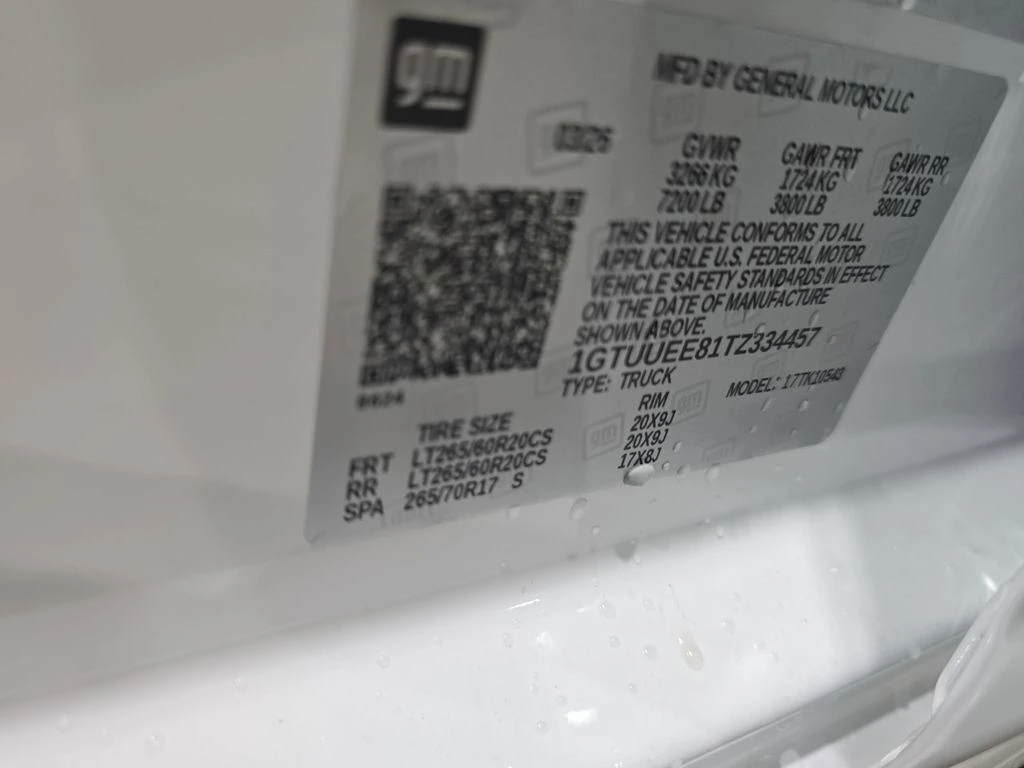 gm
MFD BY GENERAL MOTORS LLC
03/26
GVWR GAWR FRT GAWR RR
3266 KG 1724 KG 1724 KG
7200 LB 3800 LB 3800 LB
THIS VEHICLE CONFORMS TO ALL
APPLICABLE U.S. FEDERAL MOTOR
VEHICLE SAFETY STANDARDS IN EFFECT
ON THE DATE OF MANUFACTURE
SHOWN ABOVE.
1GTUUEE81TZ334457
TYPE: TRUCK MODEL: 17TK10543
TIRE SIZE RIM
FRT LT265/60R20CS 20X9J
RR LT265/60R20CS 20X9J
SPA 265/70R17 S 17X8J